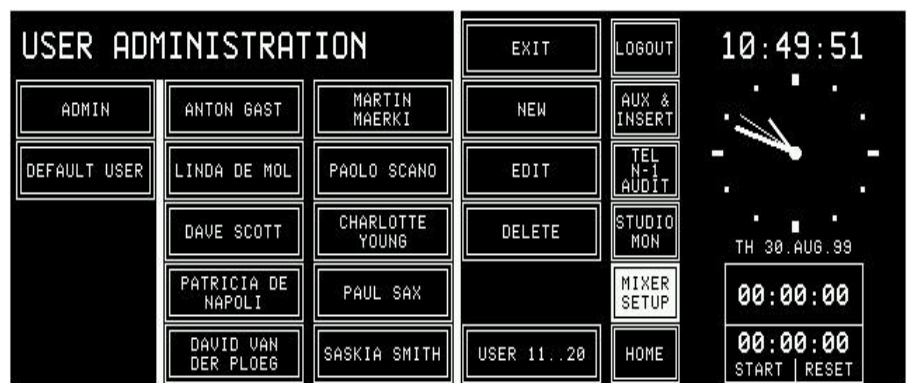 USER ADMINISTRATION
ADMIN
DEFAULT USER
ANTON GAST
LINDA DE MOL
DAVE SCOTT
PATRICIA DE
NAPOLI
DAVID VAN
DER PLOEG
MARTIN
MAERKI
PAOLO SCANO
CHARLOTTE
YOUNG
PAUL SAX
SASKIA SMITH
EXIT
NEW
EDIT
DELETE
USER 11..20
LOGOUT
AUX &
INSERT
TEL
N-1
AUDIT
STUDIO
MON
MIXER
SETUP
HOME
10:49:51
TH 30.AUG.99
00:00:00
00:00:00
START | RESET